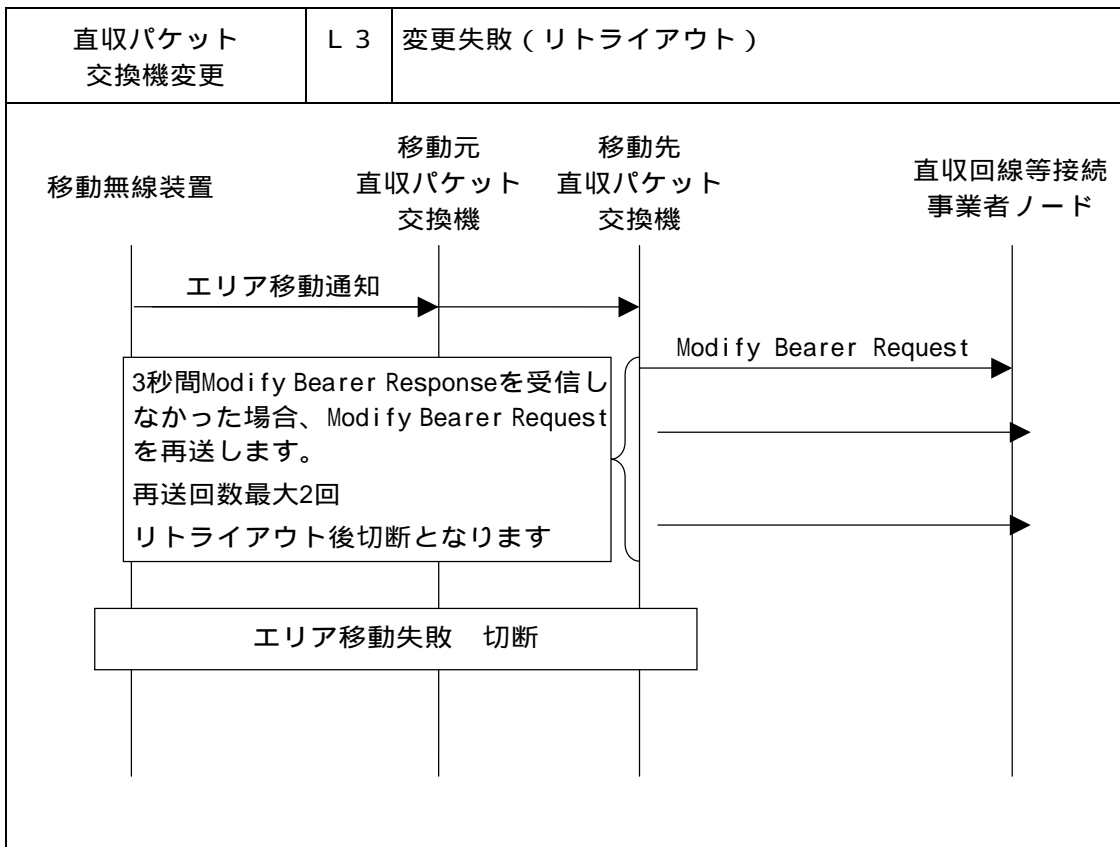 直収パケット
交換機変更
Ｌ３
変更失敗（リトライアウト）
移動無線装置
移動元
直収パケット
交換機
移動先
直収パケット
交換機
直収回線等接続
事業者ノード
エリア移動通知
Modify Bearer Request
3秒間Modify Bearer Responseを受信し
なかった場合、Modify Bearer Request
を再送します。
再送回数最大2回
リトライアウト後切断となります
エリア移動失敗　切断